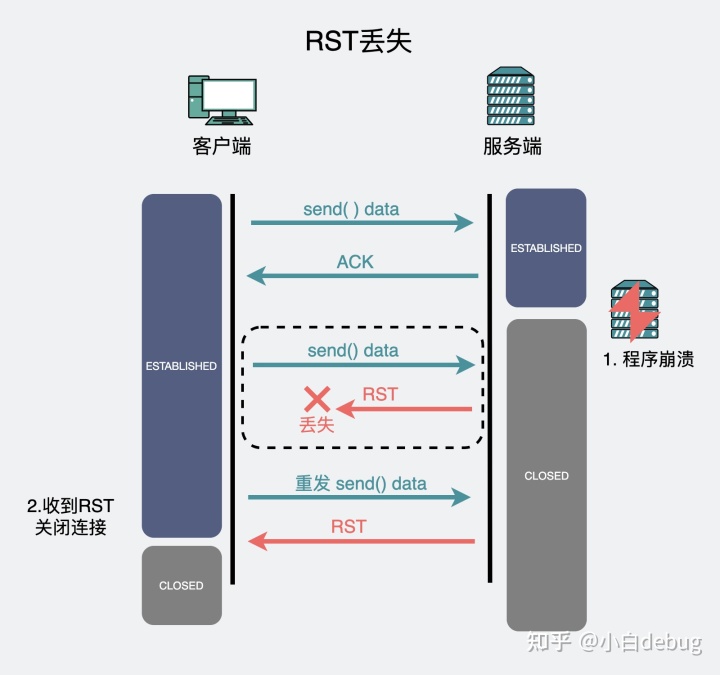 RST丢失
客户端
服务端
send( ) data
ESTABLISHED
ACK
1. 程序崩溃
send() data
ESTABLISHED
RST
丢失
CLOSED
重发 send() data
2.收到RST
关闭连接
RST
CLOSED
知乎 @小白debug